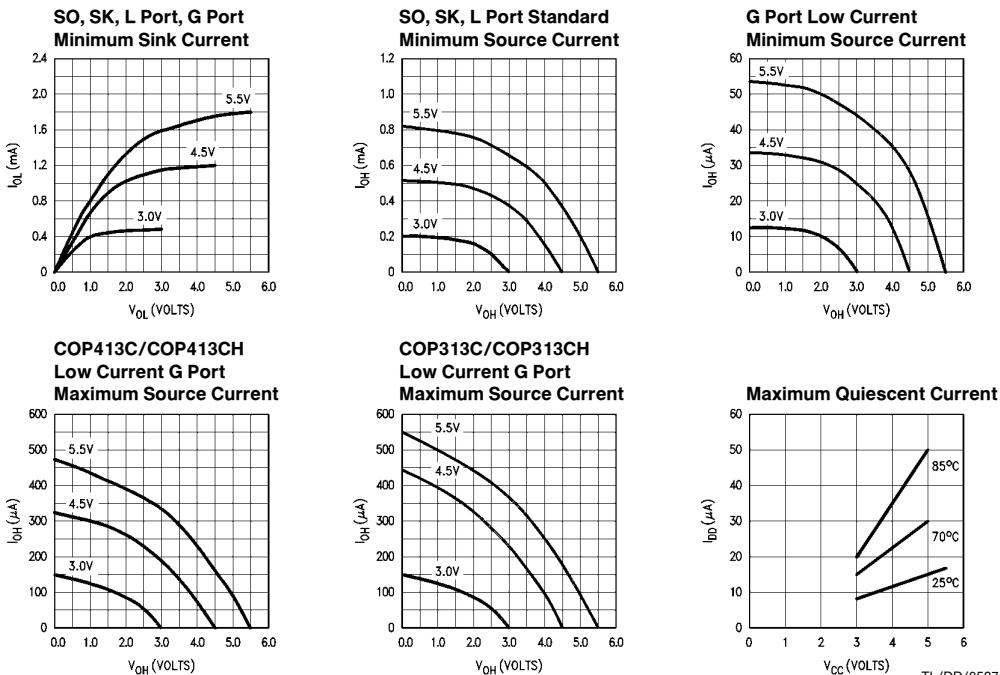 SO, SK, L Port, G Port
Minimum Sink Current
2.4
2.0
1.6
1.2
0.8
0.4
0
I_OL (mA)
5.5V
4.5V
3.0V
0.0 1.0 2.0 3.0 4.0 5.0 6.0
V_OL (VOLTS)
SO, SK, L Port Standard
Minimum Source Current
1.2
1.0
0.8
0.6
0.4
0.2
0
I_OH (mA)
5.5V
4.5V
3.0V
0.0 1.0 2.0 3.0 4.0 5.0 6.0
V_OH (VOLTS)
G Port Low Current
Minimum Source Current
60
50
40
30
20
10
0
I_OH (µA)
5.5V
4.5V
3.0V
0.0 1.0 2.0 3.0 4.0 5.0 6.0
V_OH (VOLTS)
COP413C/COP413CH
Low Current G Port
Maximum Source Current
600
500
400
300
200
100
0
I_OH (µA)
5.5V
4.5V
3.0V
0.0 1.0 2.0 3.0 4.0 5.0 6.0
V_OH (VOLTS)
COP313C/COP313CH
Low Current G Port
Maximum Source Current
600
500
400
300
200
100
0
I_OH (µA)
5.5V
4.5V
3.0V
0.0 1.0 2.0 3.0 4.0 5.0 6.0
V_OH (VOLTS)
Maximum Quiescent Current
60
50
40
30
20
10
0
I_DD (µA)
85°C
70°C
25°C
0 1 2 3 4 5 6
V_CC (VOLTS)